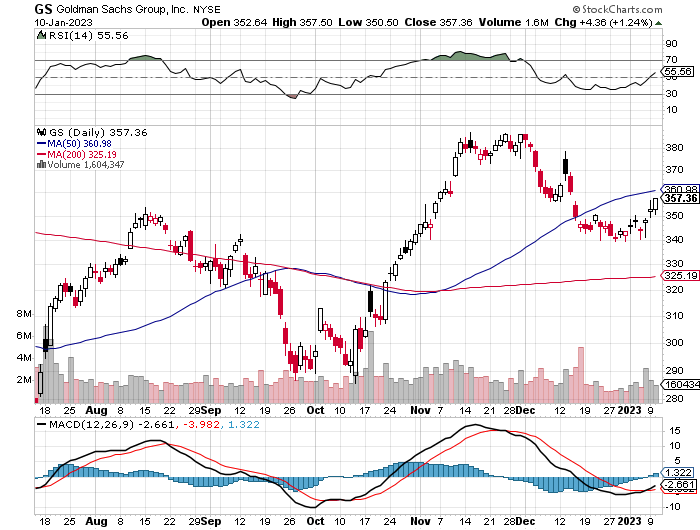 GS Goldman Sachs Group, Inc. NYSE © StockCharts.com
10-Jan-2023 Open 352.64 High 357.50 Low 350.50 Close 357.36 Volume 1.6M Chg +4.36 (+1.24%)
RSI(14) 55.56
90
70
55.56
50
30
10
GS (Daily) 357.36
MA(50) 360.98
MA(200) 325.19
Volume 1,604,347
380
370
360.98
357.36
350
340
330
325.19
320
310
300
290
280
8M
6M
4M
2M
160434
18 25 Aug 8 15 22 29 Sep 12 19 26 Oct 10 17 24 Nov 7 14 21 28 Dec 12 19 27 2023 9
MACD(12,26,9) -2.661, -3.982, 1.322
15
10
5
1.322
-2.661
-10
18 25 Aug 8 15 22 29 Sep 12 19 26 Oct 10 17 24 Nov 7 14 21 28 Dec 12 19 27 2023 9